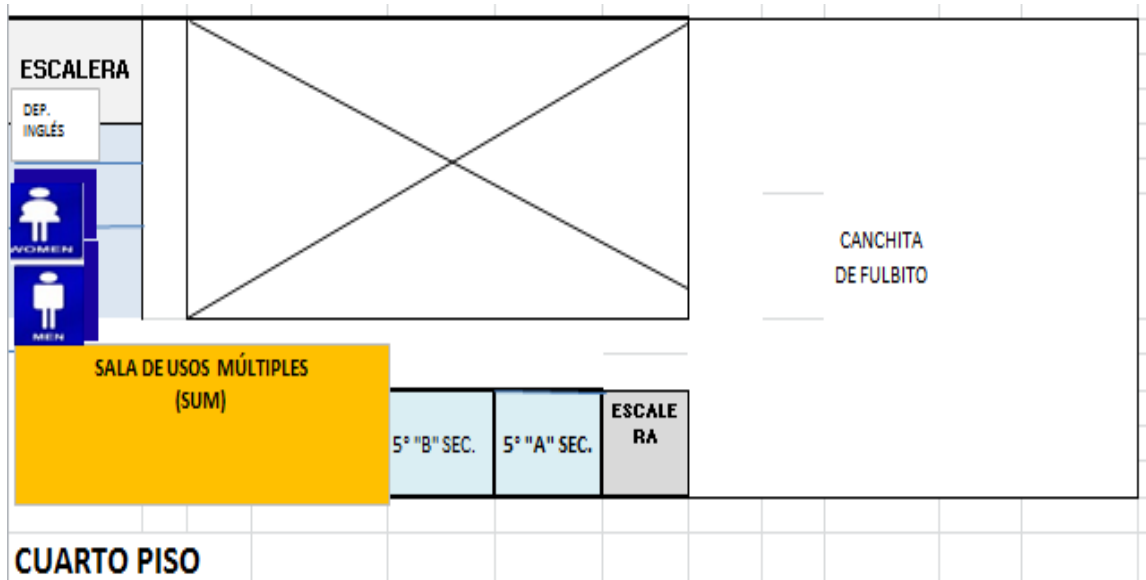 ESCALERA
DEP.
INGLÉS
WOMEN
MEN
CANCHITA
DE FULBITO
SALA DE USOS MÚLTIPLES
(SUM)
5° "B" SEC.
5° "A" SEC.
ESCALE
RA
CUARTO PISO